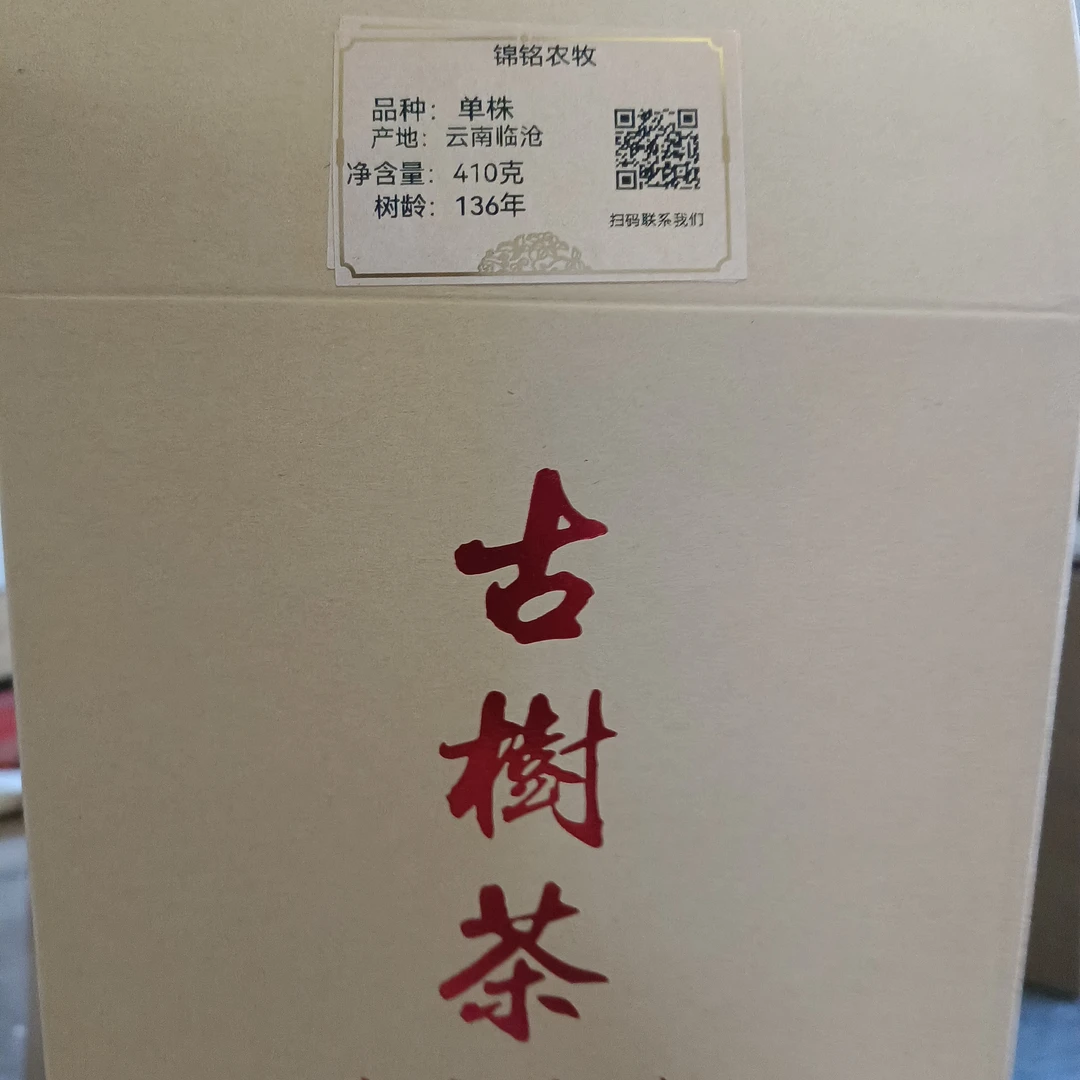 锦铭农牧
品种：单株
产地：云南临沧
净含量：410克
树龄：136年
扫码联系我们
古
樹
茶